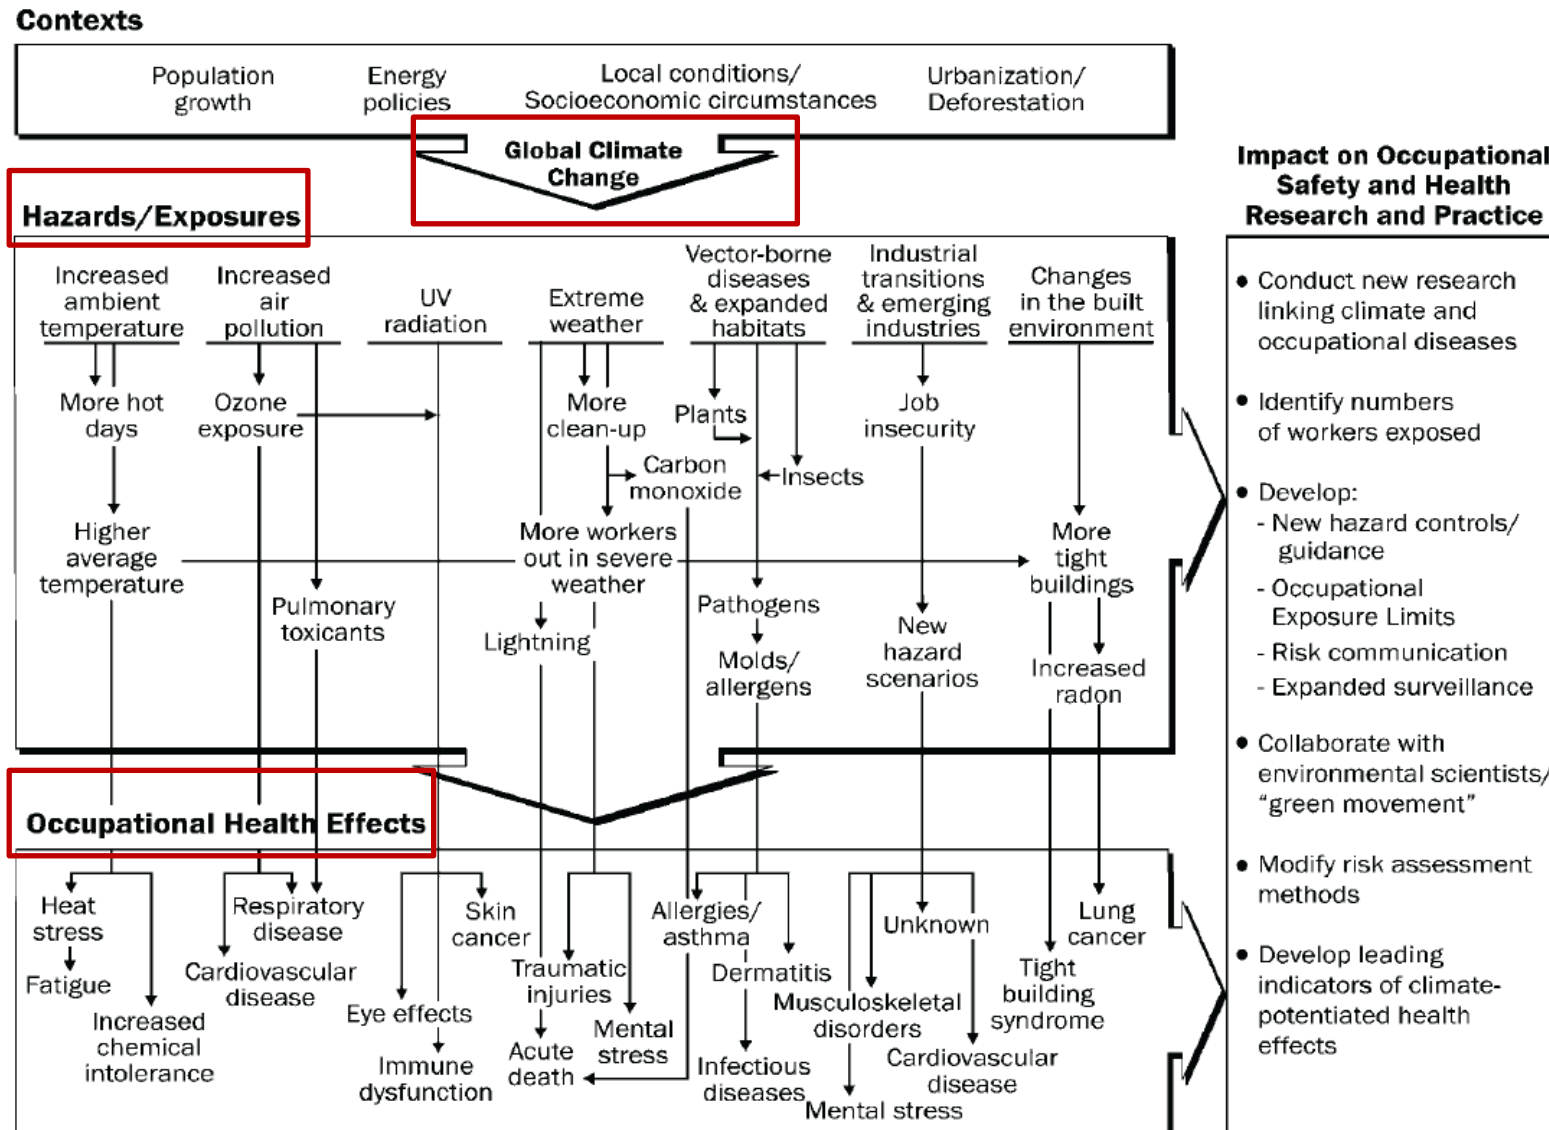 Contexts
Population
growth
Energy
policies
Local conditions/
Socioeconomic circumstances
Urbanization/
Deforestation
Global Climate
Change
Hazards/Exposures
Increased
ambient
temperature
Increased
air
pollution
UV
radiation
Extreme
weather
Vector-borne
diseases
& expanded
habitats
Industrial
transitions
& emerging
industries
Changes
in the built
environment
More hot
days
Ozone
exposure
More
clean-up
Plants
Job
insecurity
Carbon
monoxide
Insects
Higher
average
temperature
More workers
out in severe
weather
More
tight
buildings
Pulmonary
toxicants
Lightning
Pathogens
Molds/
allergens
New
hazard
scenarios
Increased
radon
Occupational Health Effects
Heat
stress
Fatigue
Increased
chemical
intolerance
Respiratory
disease
Cardiovascular
disease
Skin
cancer
Eye effects
Immune
dysfunction
Traumatic
injuries
Mental
stress
Acute
death
Allergies/
asthma
Dermatitis
Infectious
diseases
Musculoskeletal
disorders
Mental stress
Unknown
Cardiovascular
disease
Tight
building
syndrome
Lung
cancer
Impact on Occupational
Safety and Health
Research and Practice
• Conduct new research
linking climate and
occupational diseases
• Identify numbers
of workers exposed
• Develop:
- New hazard controls/
guidance
- Occupational
Exposure Limits
- Risk communication
- Expanded surveillance
• Collaborate with
environmental scientists/
“green movement”
• Modify risk assessment
methods
• Develop leading
indicators of climate-
potentiated health
effects